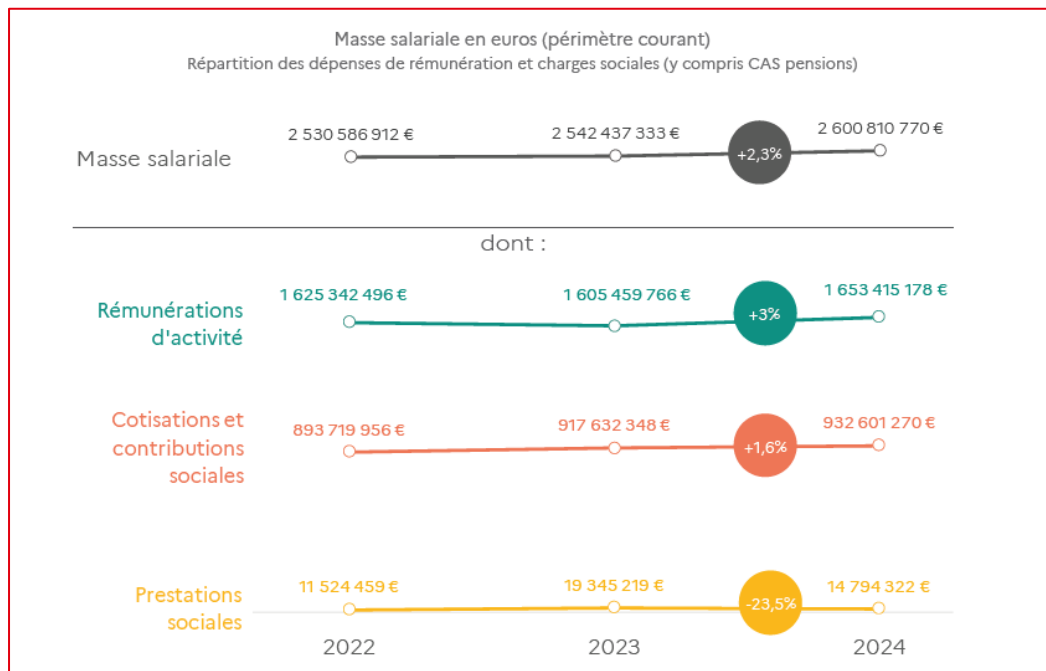 Masse salariale en euros (périmètre courant)
Répartition des dépenses de rémunération et charges sociales (y compris CAS pensions)
2 530 586 912 €
2 542 437 333 €
2 600 810 770 €
Masse salariale
+2,3%
dont :
1 625 342 496 €
1 605 459 766 €
1 653 415 178 €
Rémunérations
d'activité
+3%
893 719 956 €
917 632 348 €
932 601 270 €
Cotisations et
contributions
sociales
+1,6%
11 524 459 €
19 345 219 €
14 794 322 €
Prestations
sociales
-23,5%
2022
2023
2024